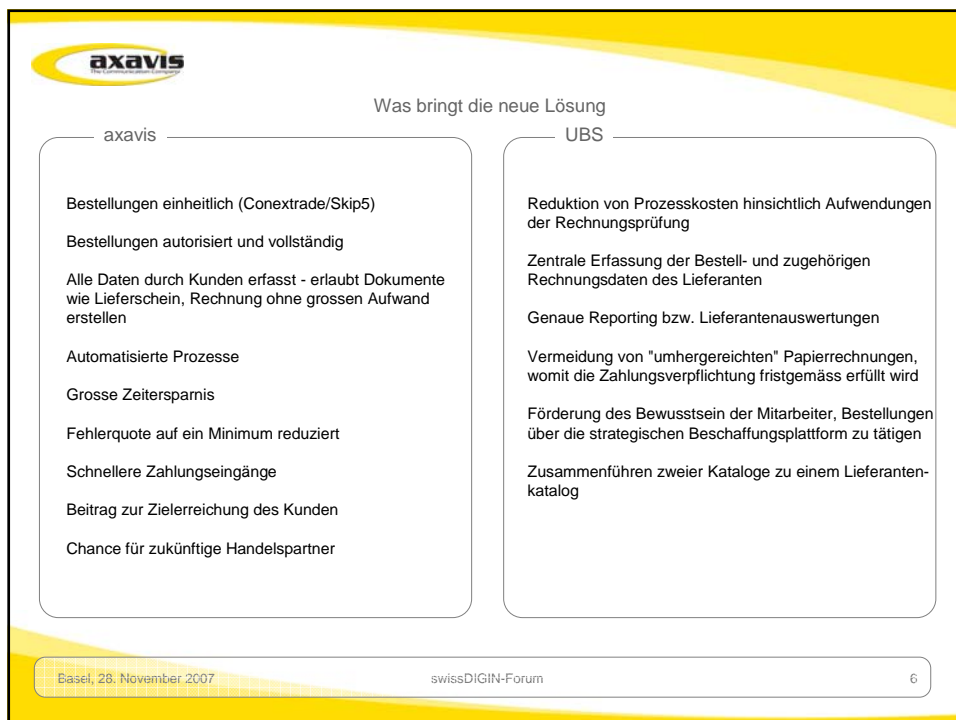 axavis
The Communication Company
Was bringt die neue Lösung
axavis
Bestellungen einheitlich (Conextrade/Skip5)
Bestellungen autorisiert und vollständig
Alle Daten durch Kunden erfasst - erlaubt Dokumente
wie Lieferschein, Rechnung ohne grossen Aufwand
erstellen
Automatisierte Prozesse
Grosse Zeitersparnis
Fehlerquote auf ein Minimum reduziert
Schnellere Zahlungseingänge
Beitrag zur Zielerreichung des Kunden
Chance für zukünftige Handelspartner
UBS
Reduktion von Prozesskosten hinsichtlich Aufwendungen
der Rechnungsprüfung
Zentrale Erfassung der Bestell- und zugehörigen
Rechnungsdaten des Lieferanten
Genaue Reporting bzw. Lieferantenauswertungen
Vermeidung von "umhergereichten" Papierrechnungen,
womit die Zahlungsverpflichtung fristgemäss erfüllt wird
Förderung des Bewusstsein der Mitarbeiter, Bestellungen
über die strategischen Beschaffungsplattform zu tätigen
Zusammenführen zweier Kataloge zu einem Lieferanten-
katalog
Basel, 28. November 2007
swissDIGIN-Forum
6